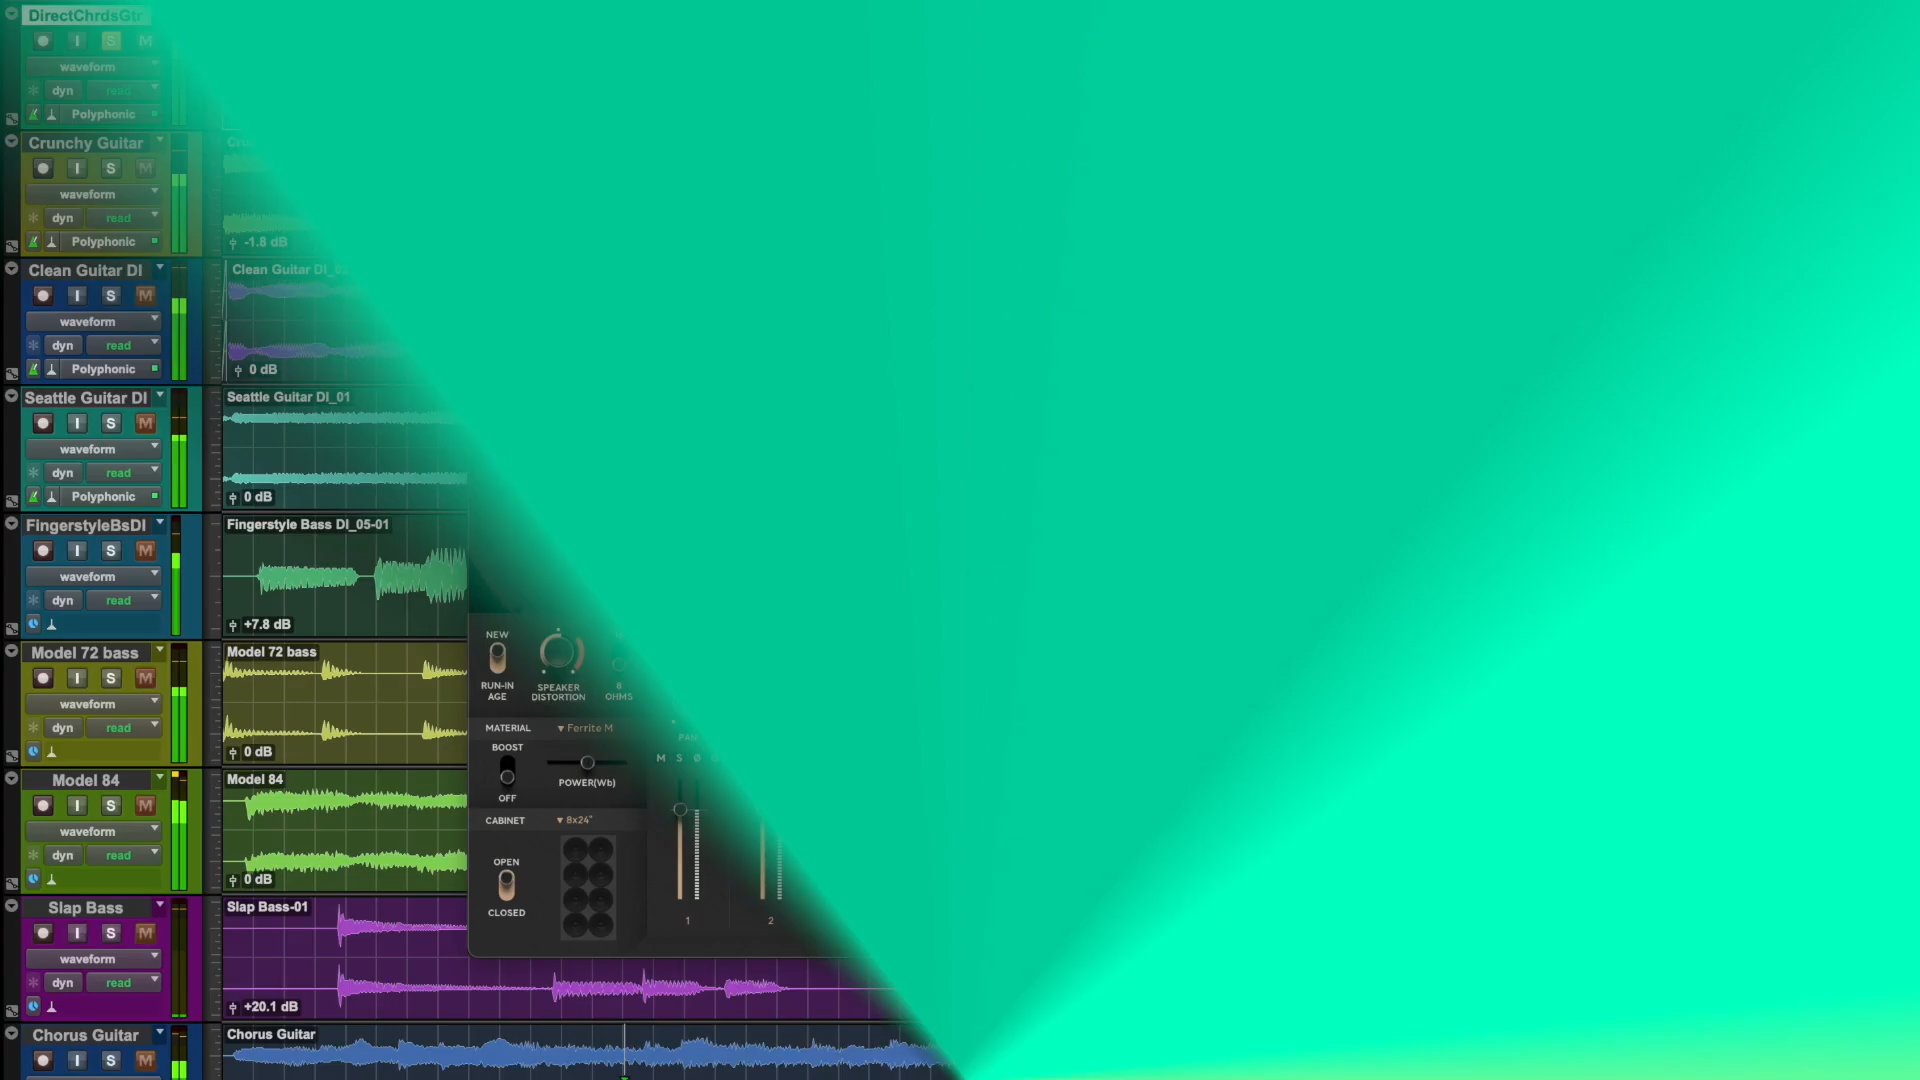 DirectChrdsGtr
I S M
waveform
dyn read
Polyphonic
Crunchy Guitar
I S M
waveform
dyn read
Polyphonic
-1.8 dB
Clean Guitar DI
I S M
waveform
dyn read
Polyphonic
Clean Guitar DI_0
0 dB
Seattle Guitar DI
I S M
waveform
dyn read
Polyphonic
Seattle Guitar DI_01
0 dB
FingerstyleBsDI
I S M
waveform
dyn read
Fingerstyle Bass DI_05-01
+7.8 dB
Model 72 bass
I S M
waveform
dyn read
Model 72 bass
0 dB
Model 84
I S M
waveform
dyn read
Model 84
0 dB
Slap Bass
I S M
waveform
dyn read
Slap Bass-01
+20.1 dB
Chorus Guitar
I S M
Chorus Guitar
NEW
RUN-IN
AGE
SPEAKER
DISTORTION
8
OHMS
MATERIAL
Ferrite M
BOOST
OFF
POWER(Wb)
CABINET
8x24"
OPEN
CLOSED
PAN
M S Ø
1
2